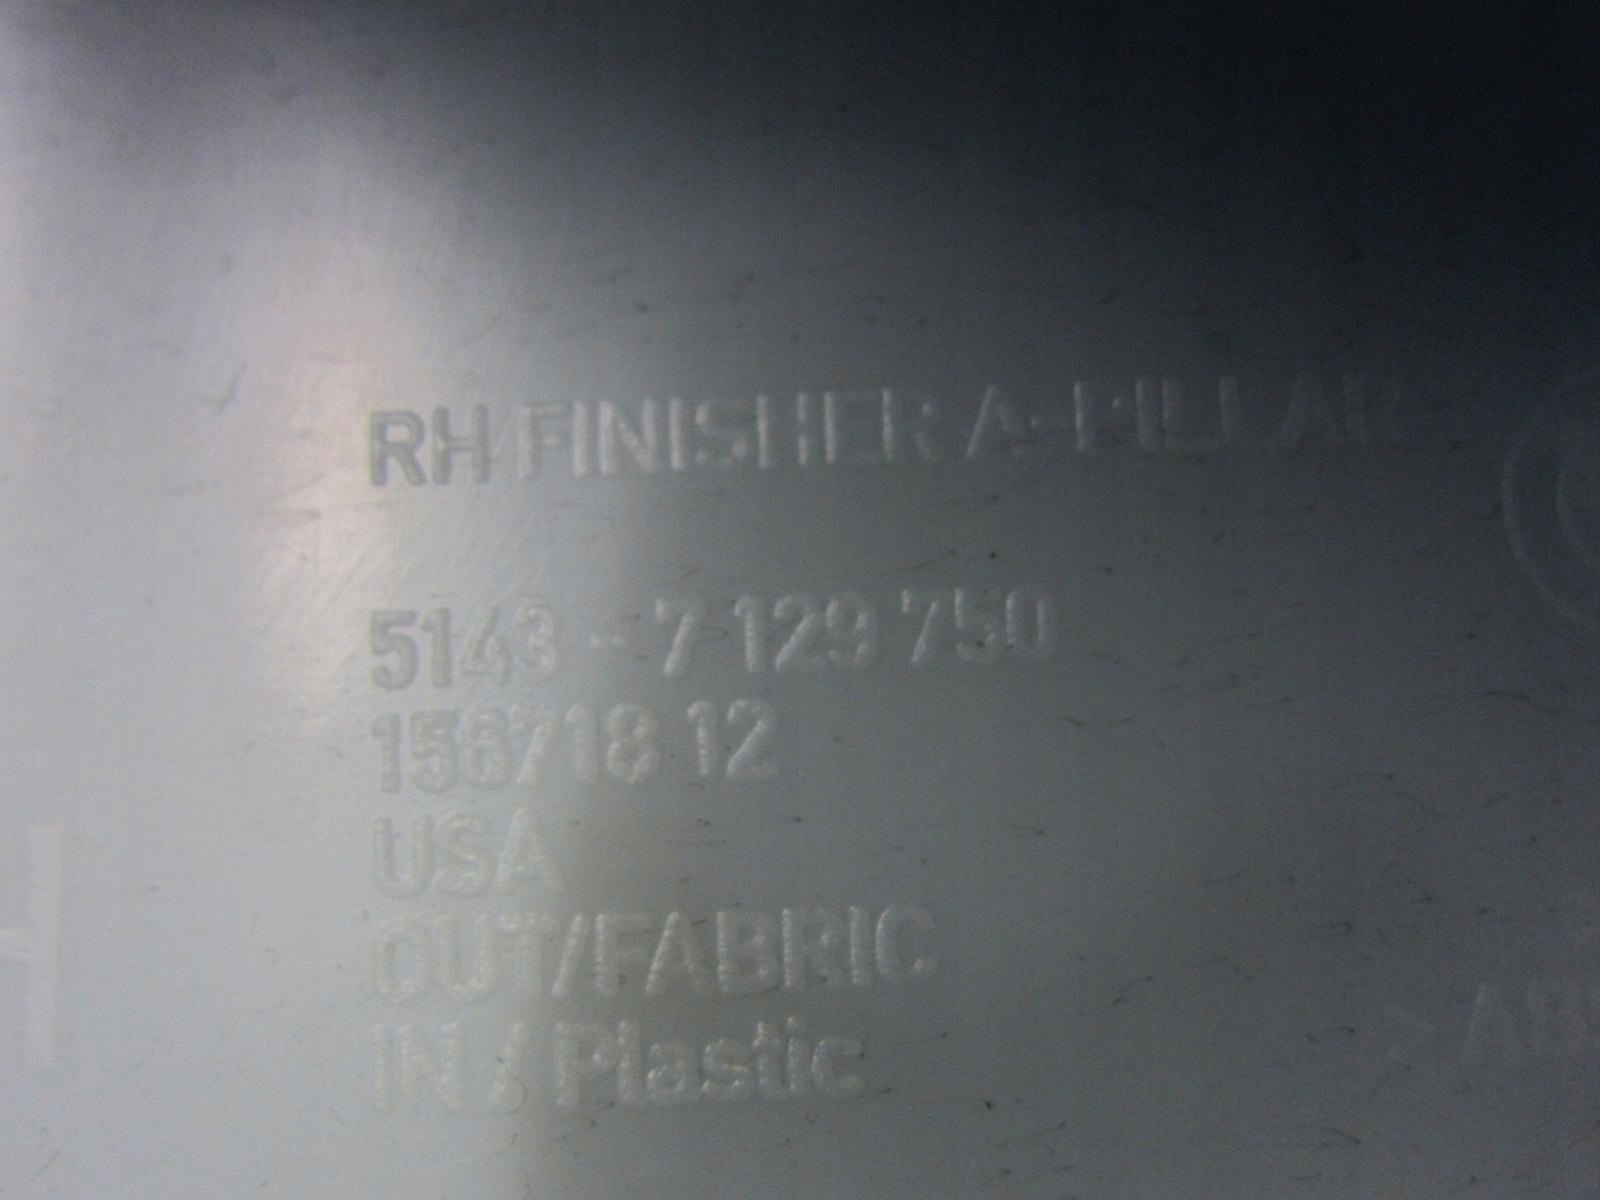 RH FINISHER A-PILLAR
5143 - 7 129 750
156718 12
USA
OUT/FABRIC
IN / Plastic
H